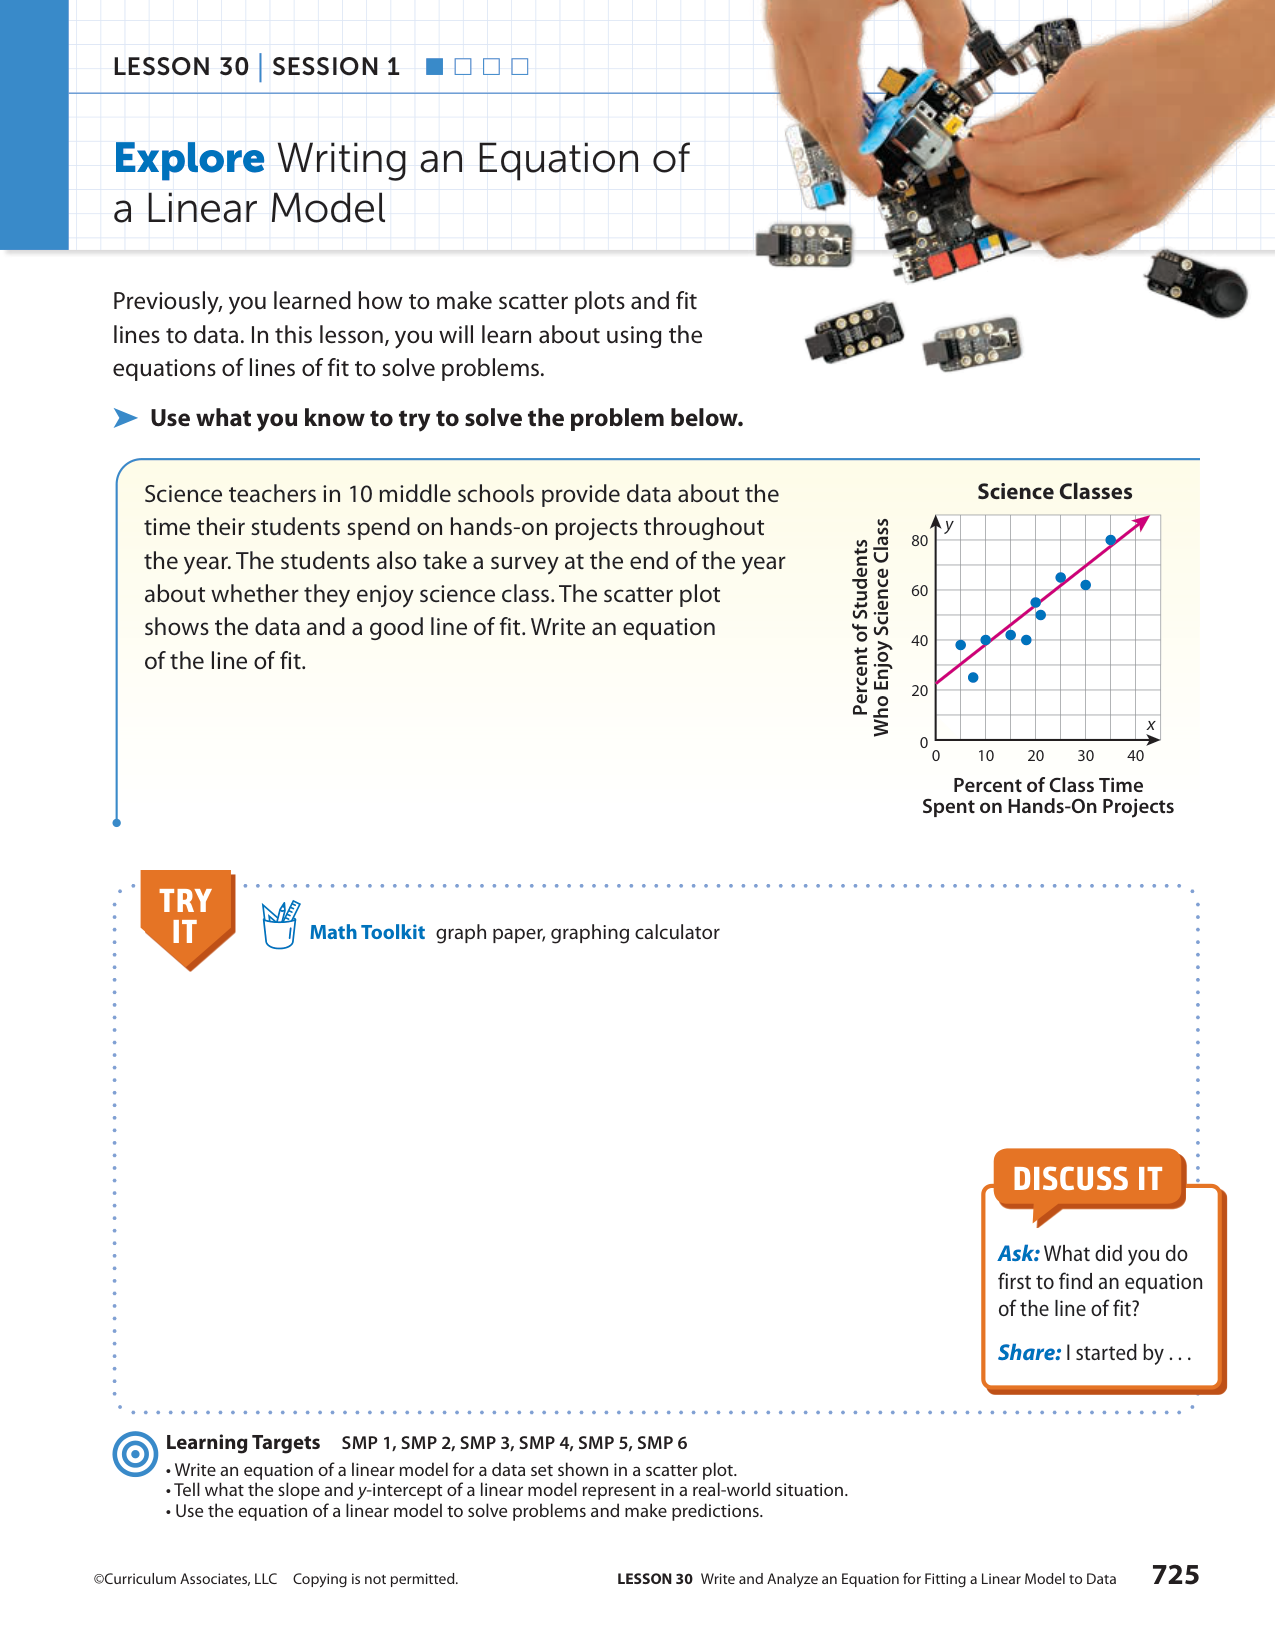 LESSON 30 | SESSION 1
Explore Writing an Equation of
a Linear Model
Previously, you learned how to make scatter plots and fit
lines to data. In this lesson, you will learn about using the
equations of lines of fit to solve problems.
➤ Use what you know to try to solve the problem below.
Science teachers in 10 middle schools provide data about the
time their students spend on hands-on projects throughout
the year. The students also take a survey at the end of the year
about whether they enjoy science class. The scatter plot
shows the data and a good line of fit. Write an equation
of the line of fit.
Science Classes
Percent of Students
Who Enjoy Science Class
y
80
60
40
20
0
x
0 10 20 30 40
Percent of Class Time
Spent on Hands-On Projects
TRY
IT
Math Toolkit graph paper, graphing calculator
DISCUSS IT
Ask: What did you do
first to find an equation
of the line of fit?
Share: I started by . . .
Learning Targets SMP 1, SMP 2, SMP 3, SMP 4, SMP 5, SMP 6
• Write an equation of a linear model for a data set shown in a scatter plot.
• Tell what the slope and y-intercept of a linear model represent in a real-world situation.
• Use the equation of a linear model to solve problems and make predictions.
©Curriculum Associates, LLC Copying is not permitted.
LESSON 30 Write and Analyze an Equation for Fitting a Linear Model to Data 725